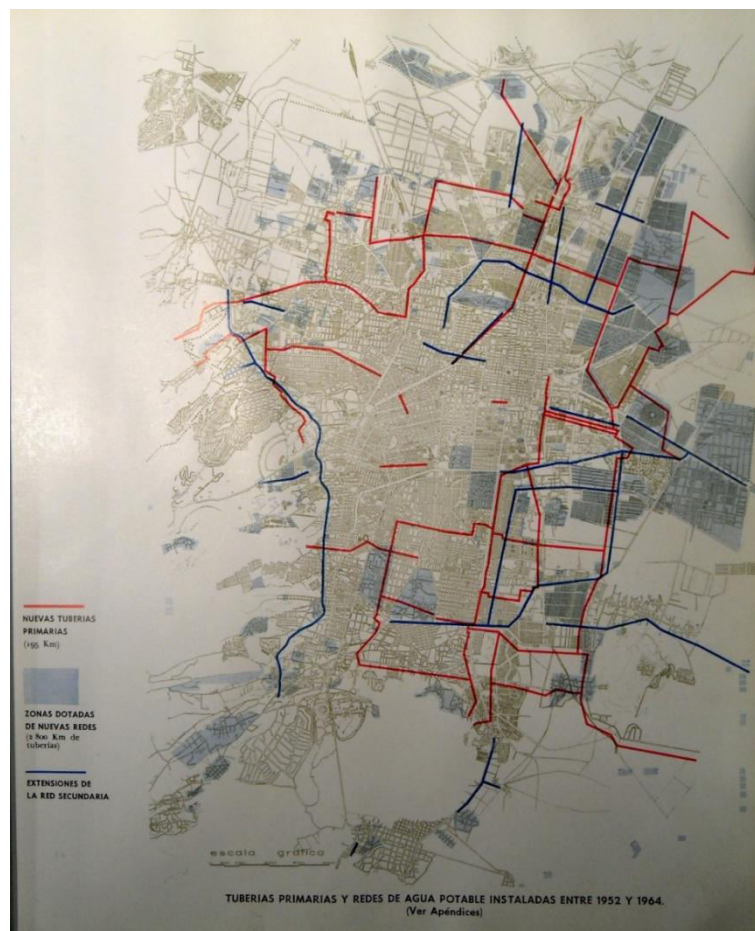 NUEVAS TUBERIAS
PRIMARIAS
(195 Km)
ZONAS DOTADAS
DE NUEVAS REDES
(2 800 Km de
tuberías)
EXTENSIONES DE
LA RED SECUNDARIA
escala gráfica
TUBERIAS PRIMARIAS Y REDES DE AGUA POTABLE INSTALADAS ENTRE 1952 Y 1964.
(Ver Apéndices)